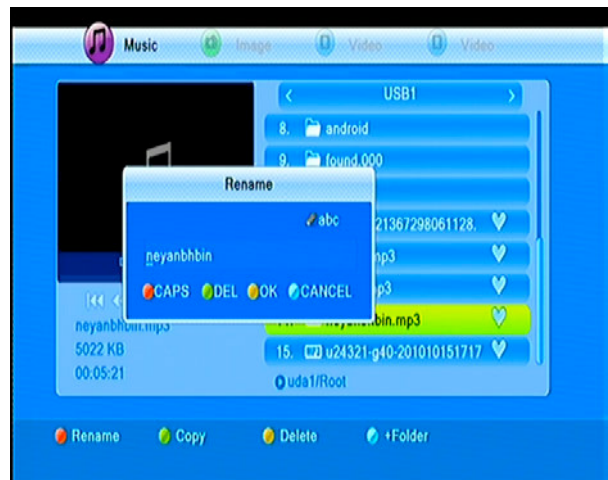 Music Image Video Video
USB1
8. android
9. found.000
Rename
abc
21367298061128.
neyanbhbin
mp3
CAPS DEL OK CANCEL
p3
bin.mp3
neyanbhbin.mp3
5022 KB
15. u24321-g40-201010151717
00:05:21
uda1/Root
Rename Copy Delete +Folder